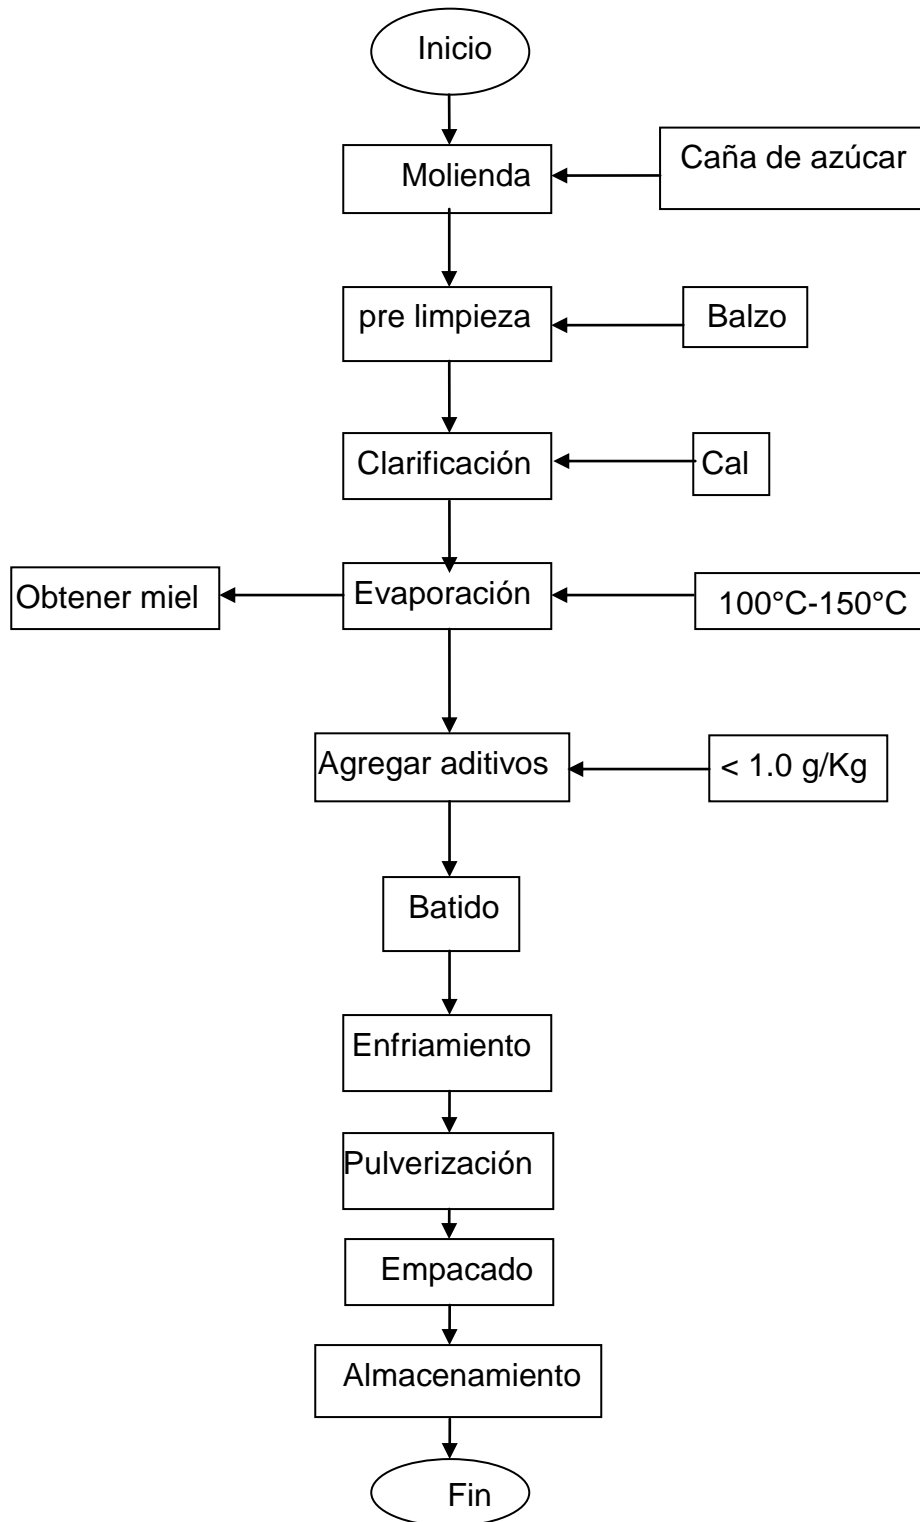 Inicio
Molienda
Caña de azúcar
pre limpieza
Balzo
Clarificación
Cal
Obtener miel
Evaporación
100°C-150°C
Agregar aditivos
< 1.0 g/Kg
Batido
Enfriamiento
Pulverización
Empacado
Almacenamiento
Fin